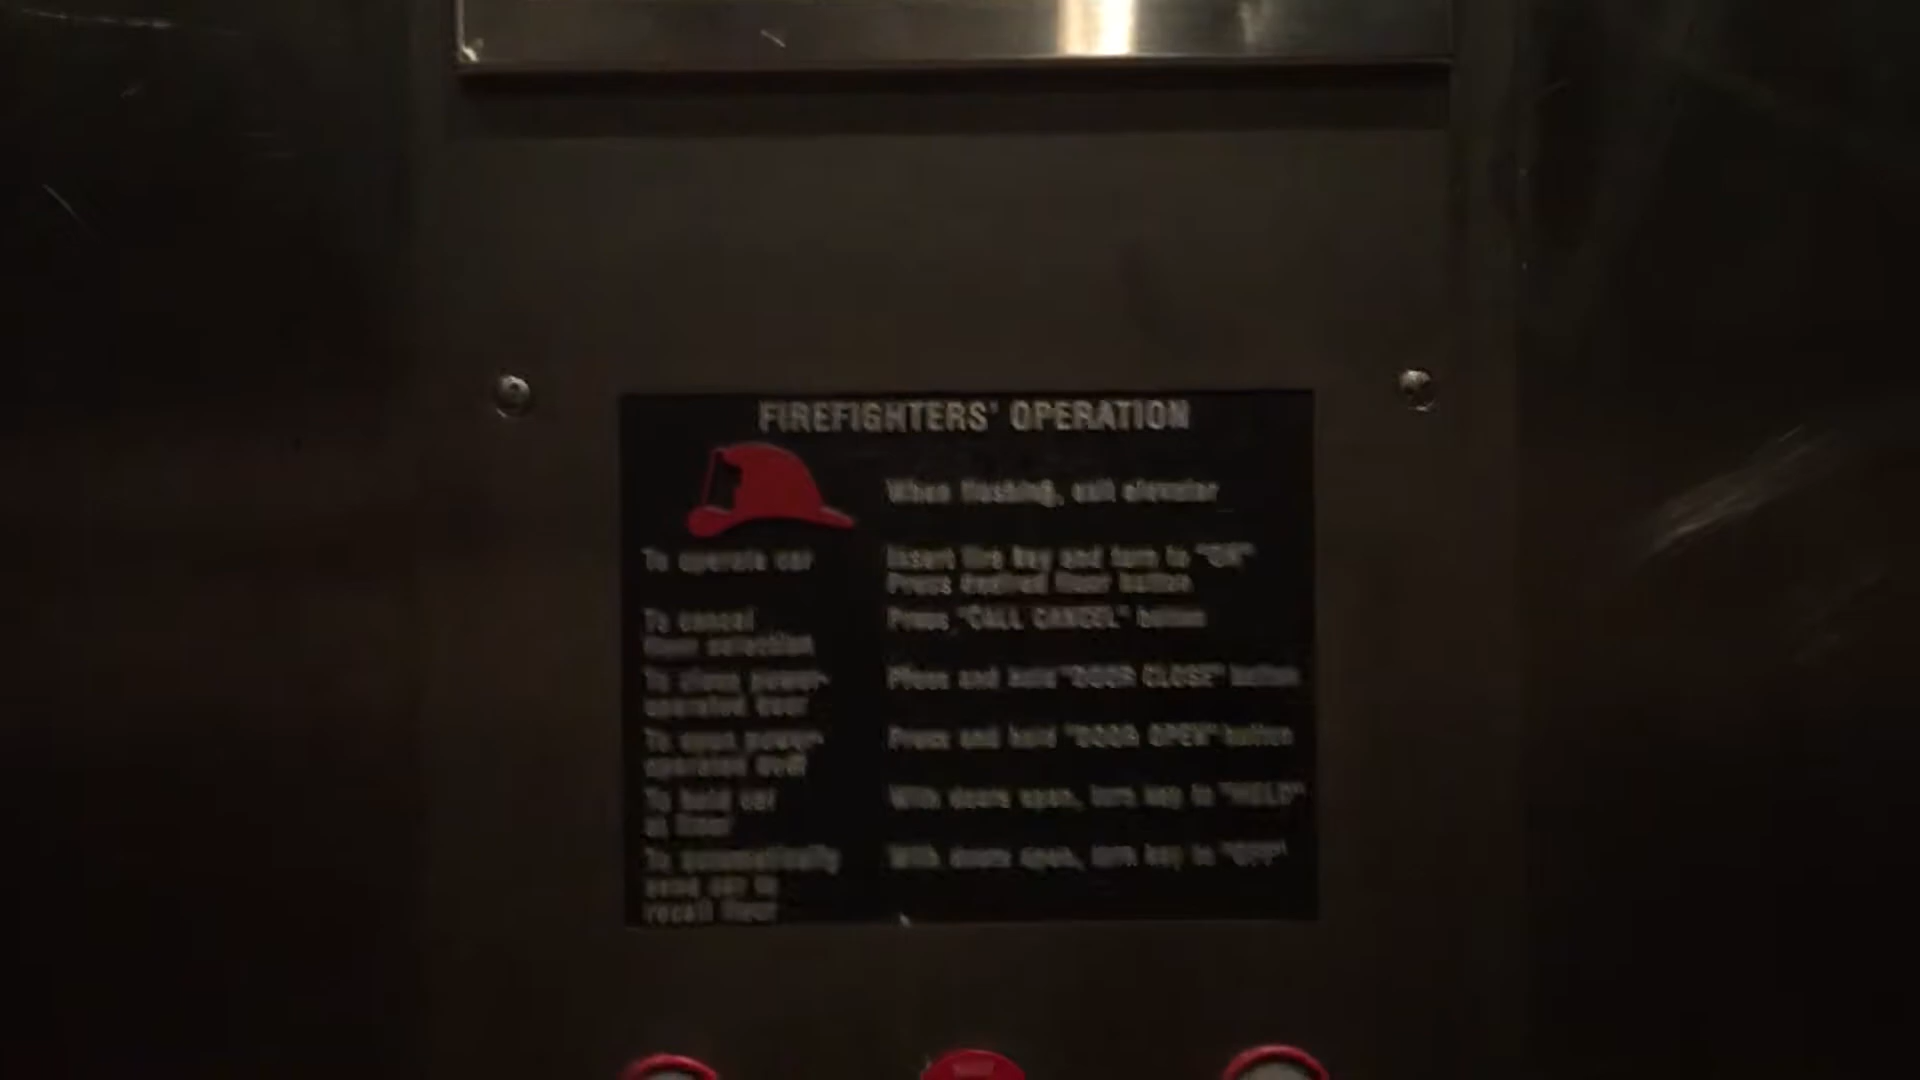 FIREFIGHTERS' OPERATION
When flashing, exit elevator
To operate car
Insert fire key and turn to "ON"
Press desired floor button
To cancel
floor selection
Press "CALL CANCEL" button
To close power-
operated door
Press and hold "DOOR CLOSE" button
To open power-
operated door
Press and hold "DOOR OPEN" button
To hold car
at floor
With doors open, turn key to "HOLD"
To automatically
send car to
recall floor
With doors open, turn key to "OFF"